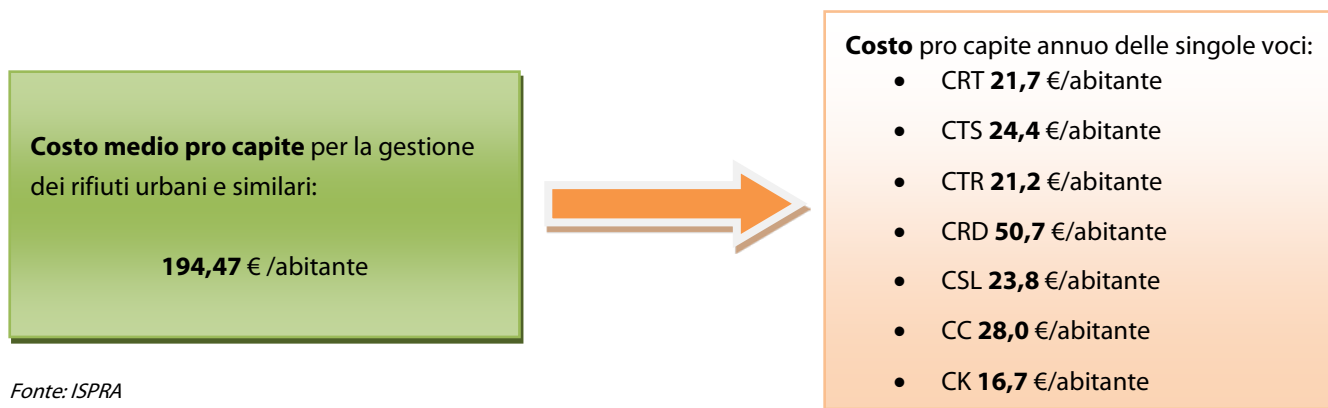 Costo medio pro capite per la gestione
dei rifiuti urbani e similari:
194,47 € /abitante
Fonte: ISPRA
Costo pro capite annuo delle singole voci:
• CRT 21,7 €/abitante
• CTS 24,4 €/abitante
• CTR 21,2 €/abitante
• CRD 50,7 €/abitante
• CSL 23,8 €/abitante
• CC 28,0 €/abitante
• CK 16,7 €/abitante